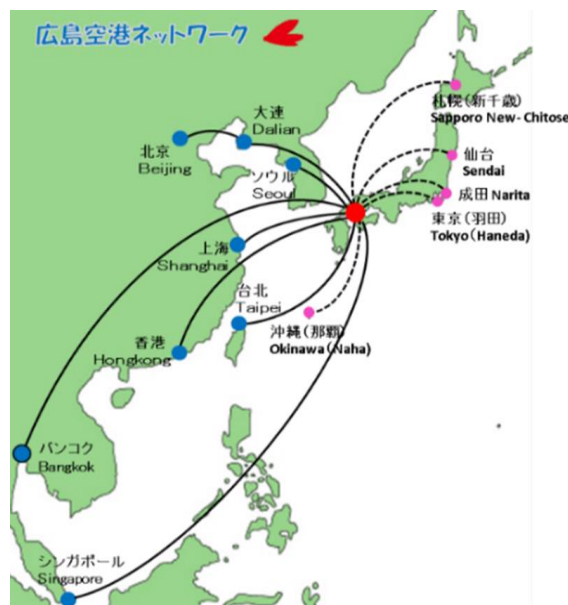 広島空港ネットワーク
札幌(新千歳)
Sapporo New-Chitose
大連
Dalian
北京
Beijing
仙台
Sendai
ソウル
Seoul
成田 Narita
東京(羽田)
Tokyo(Haneda)
上海
Shanghai
台北
Taipei
沖縄(那覇)
Okinawa(Naha)
香港
Hongkong
バンコク
Bangkok
シンガポール
Singapore